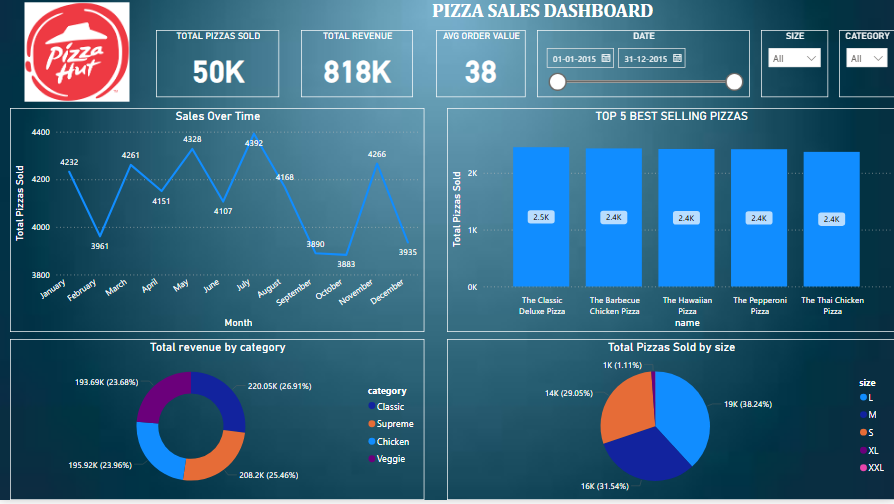 PIZZA SALES DASHBOARD
Pizza
Hut
TOTAL PIZZAS SOLD
50K
TOTAL REVENUE
818K
AVG ORDER VALUE
38
DATE
01-01-2015
31-12-2015
SIZE
All
CATEGORY
All
Sales Over Time
Total Pizzas Sold
4400
4200
4000
3800
4232
3961
4261
4151
4328
4107
4392
4168
3890
3883
4266
3935
January
February
March
April
May
June
July
August
September
October
November
December
Month
TOP 5 BEST SELLING PIZZAS
Total Pizzas Sold
2K
1K
0K
2.5K
2.4K
2.4K
2.4K
2.4K
The Classic
Deluxe Pizza
The Barbecue
Chicken Pizza
The Hawaiian
Pizza
The Pepperoni
Pizza
The Thai Chicken
Pizza
name
Total revenue by category
193.69K (23.68%)
220.05K (26.91%)
195.92K (23.96%)
208.2K (25.46%)
category
Classic
Supreme
Chicken
Veggie
Total Pizzas Sold by size
1K (1.11%)
14K (29.05%)
19K (38.24%)
16K (31.54%)
size
L
M
S
XL
XXL